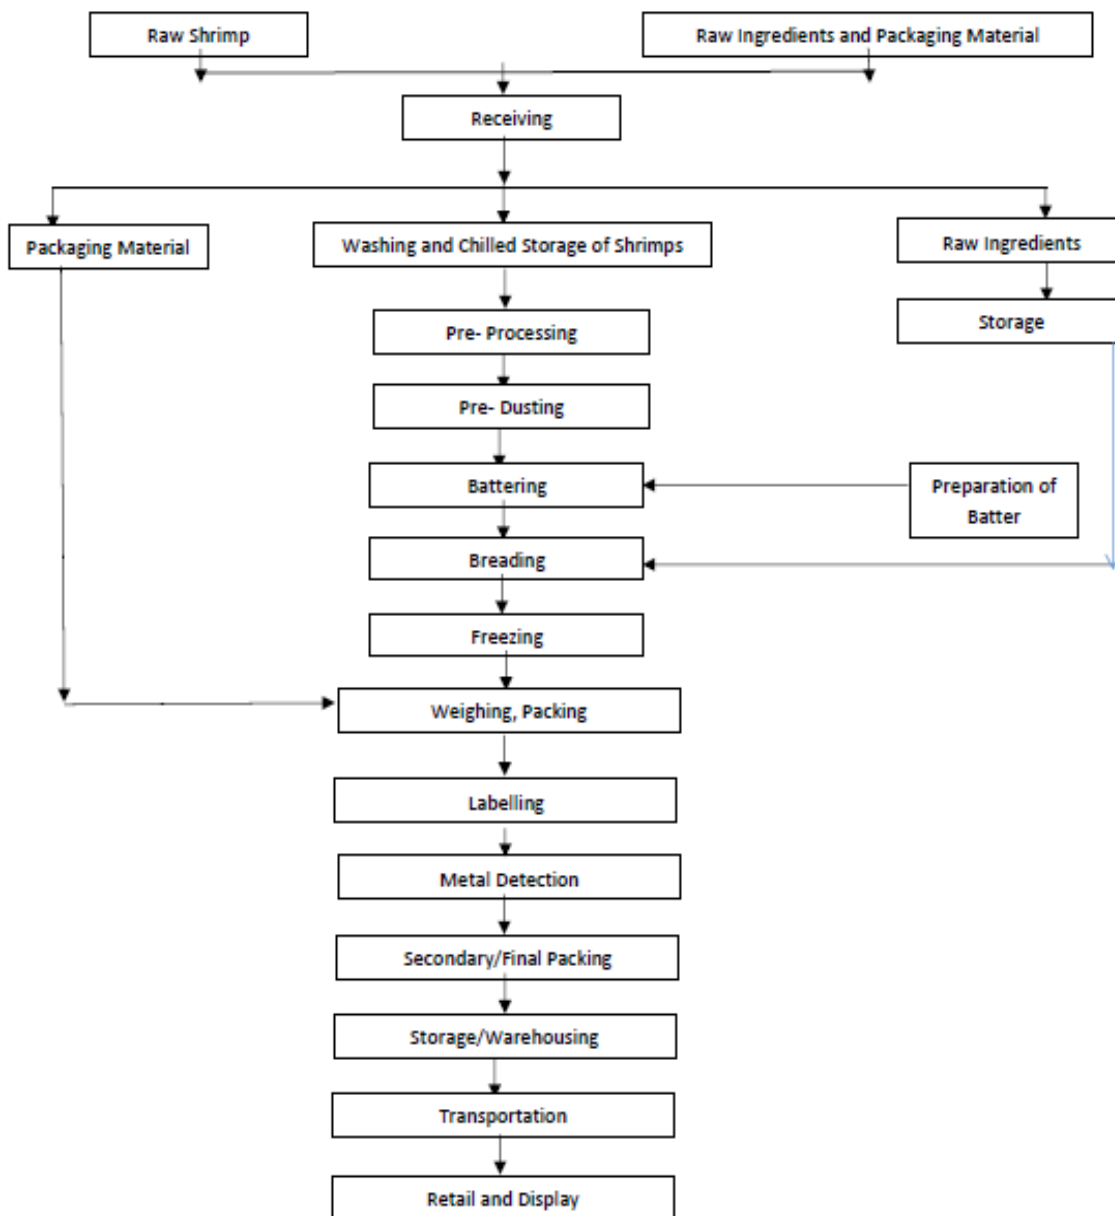 Raw Shrimp
Raw Ingredients and Packaging Material
Receiving
Packaging Material
Washing and Chilled Storage of Shrimps
Raw Ingredients
Storage
Pre- Processing
Pre- Dusting
Battering
Preparation of
Batter
Breading
Freezing
Weighing, Packing
Labelling
Metal Detection
Secondary/Final Packing
Storage/Warehousing
Transportation
Retail and Display